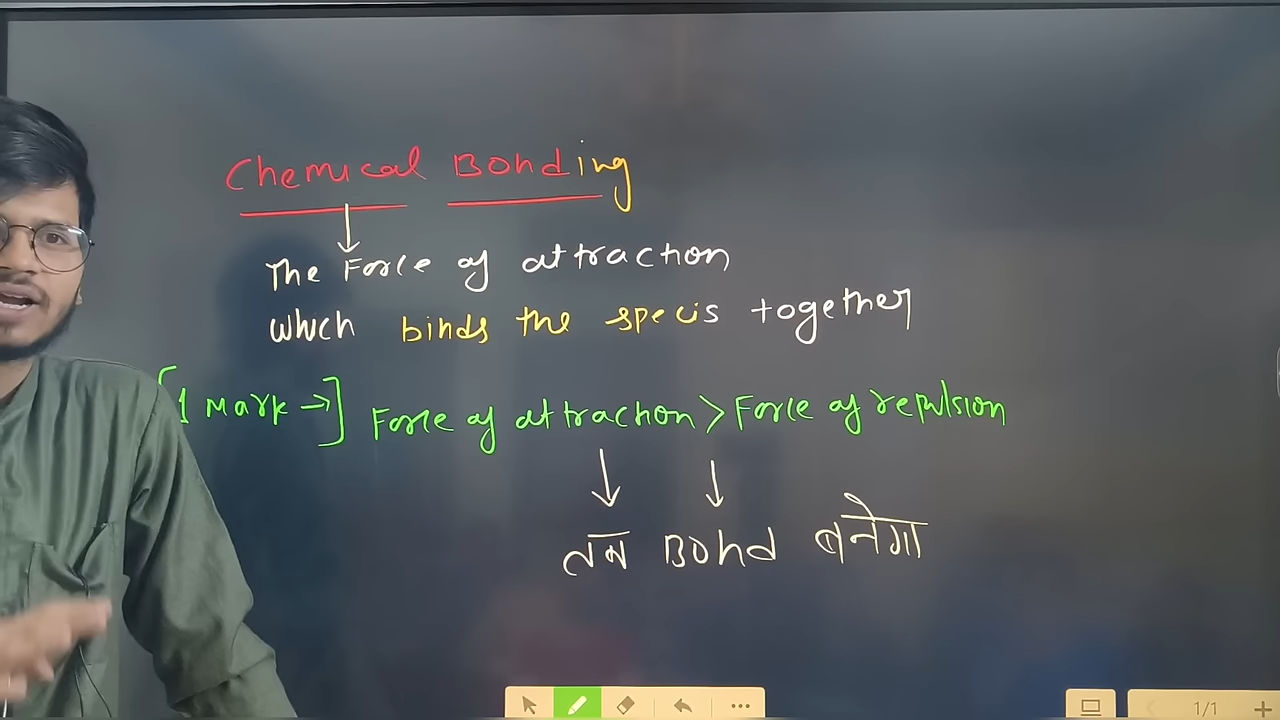 Chemical Bonding
The Force of attraction
which binds the specis together
[1 Mark →] Force of attraction > Force of repulsion
तब Bond बनेगा
1/1